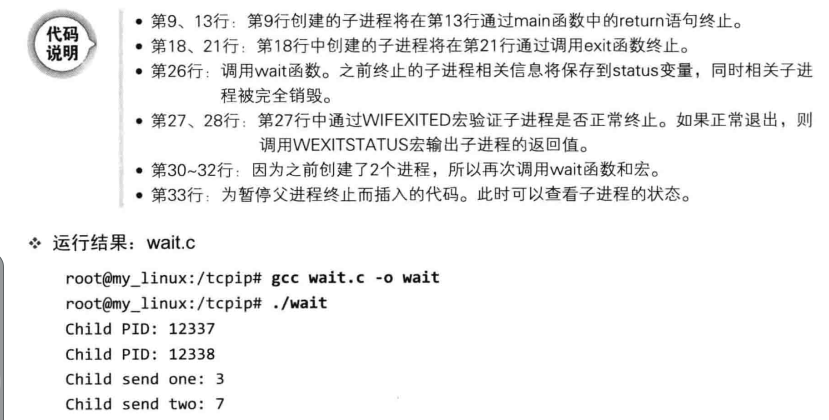 代码
说明
• 第9、13行：第9行创建的子进程将在第13行通过main函数中的return语句终止。
• 第18、21行：第18行中创建的子进程将在第21行通过调用exit函数终止。
• 第26行：调用wait函数。之前终止的子进程相关信息将保存到status变量，同时相关子进
程被完全销毁。
• 第27、28行：第27行中通过WIFEXITED宏验证子进程是否正常终止。如果正常退出，则
调用WEXITSTATUS宏输出子进程的返回值。
• 第30~32行：因为之前创建了2个进程，所以再次调用wait函数和宏。
• 第33行：为暂停父进程终止而插入的代码。此时可以查看子进程的状态。
❖ 运行结果：wait.c
root@my_linux:/tcpip# gcc wait.c -o wait
root@my_linux:/tcpip# ./wait
Child PID: 12337
Child PID: 12338
Child send one: 3
Child send two: 7